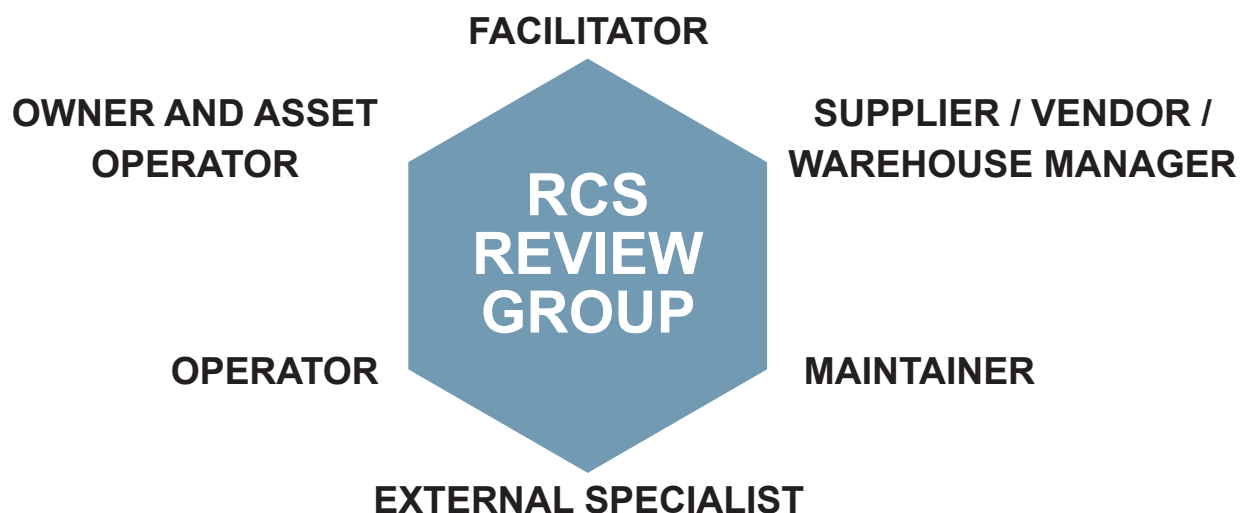 FACILITATOR
OWNER AND ASSET
OPERATOR
SUPPLIER / VENDOR /
WAREHOUSE MANAGER
RCS
REVIEW
GROUP
OPERATOR
MAINTAINER
EXTERNAL SPECIALIST